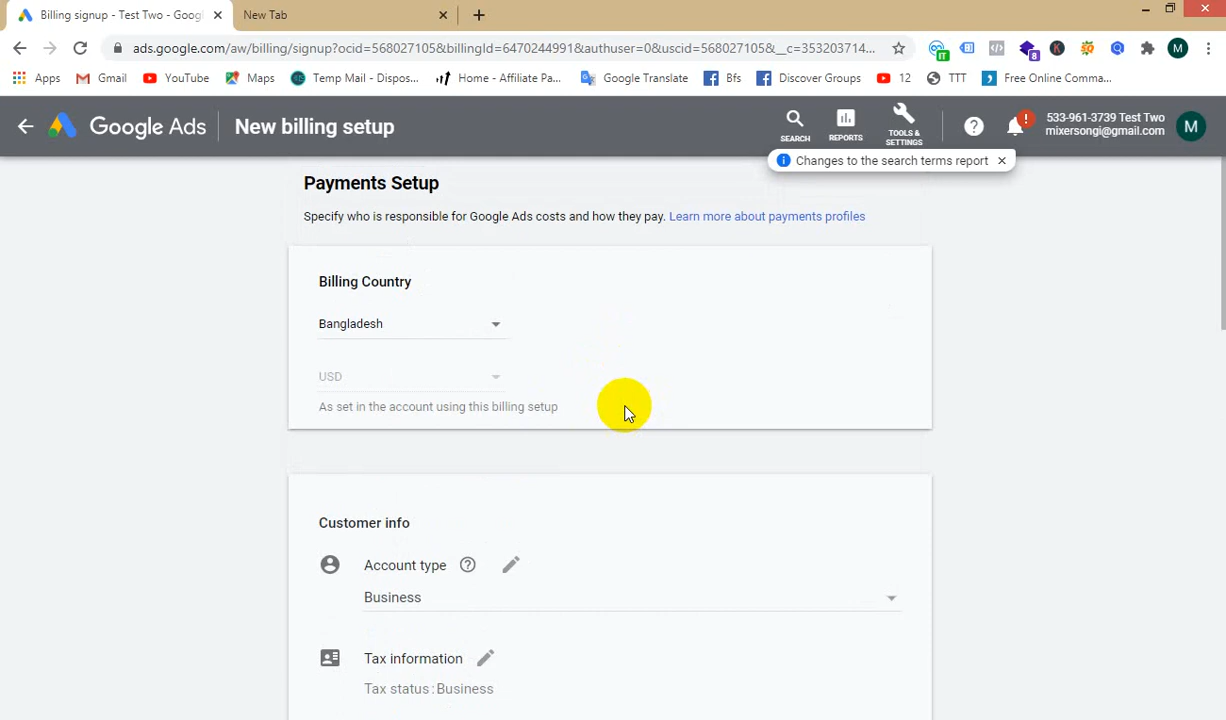 Billing signup - Test Two - Googl
New Tab
ads.google.com/aw/billing/signup?ocid=568027105&billingId=6470244991&authuser=0&uscid=568027105&__c=353203714...
Apps
Gmail
YouTube
Maps
Temp Mail - Dispos...
Home - Affiliate Pa...
Google Translate
Bfs
Discover Groups
12
TTT
Free Online Comma...
Google Ads
New billing setup
SEARCH
REPORTS
TOOLS &
SETTINGS
533-961-3739 Test Two
mixersongi@gmail.com
M
Changes to the search terms report
Payments Setup
Specify who is responsible for Google Ads costs and how they pay. Learn more about payments profiles
Billing Country
Bangladesh
USD
As set in the account using this billing setup
Customer info
Account type
Business
Tax information
Tax status : Business